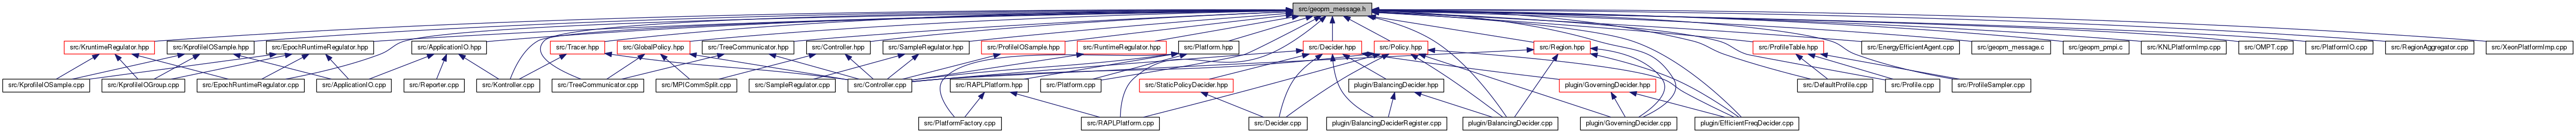 src/geopm_message.h
src/KruntimeRegulator.hpp
src/KprofileIOSample.hpp
src/EpochRuntimeRegulator.hpp
src/ApplicationIO.hpp
src/Tracer.hpp
src/GlobalPolicy.hpp
src/TreeCommunicator.hpp
src/Controller.hpp
src/SampleRegulator.hpp
src/ProfileIOSample.hpp
src/RuntimeRegulator.hpp
src/Platform.hpp
src/Decider.hpp
src/Policy.hpp
src/Region.hpp
src/ProfileTable.hpp
src/EnergyEfficientAgent.cpp
src/geopm_message.c
src/geopm_pmpi.c
src/KNLPlatformImp.cpp
src/OMPT.cpp
src/PlatformIO.cpp
src/RegionAggregator.cpp
src/XeonPlatformImp.cpp
src/KprofileIOSample.cpp
src/KprofileIOGroup.cpp
src/EpochRuntimeRegulator.cpp
src/ApplicationIO.cpp
src/Reporter.cpp
src/Kontroller.cpp
src/TreeCommunicator.cpp
src/MPICommSplit.cpp
src/SampleRegulator.cpp
src/Controller.cpp
src/RAPLPlatform.hpp
src/Platform.cpp
src/StaticPolicyDecider.hpp
plugin/BalancingDecider.hpp
plugin/GoverningDecider.hpp
src/DefaultProfile.cpp
src/Profile.cpp
src/ProfileSampler.cpp
src/PlatformFactory.cpp
src/RAPLPlatform.cpp
src/Decider.cpp
plugin/BalancingDeciderRegister.cpp
plugin/BalancingDecider.cpp
plugin/GoverningDecider.cpp
plugin/EfficientFreqDecider.cpp